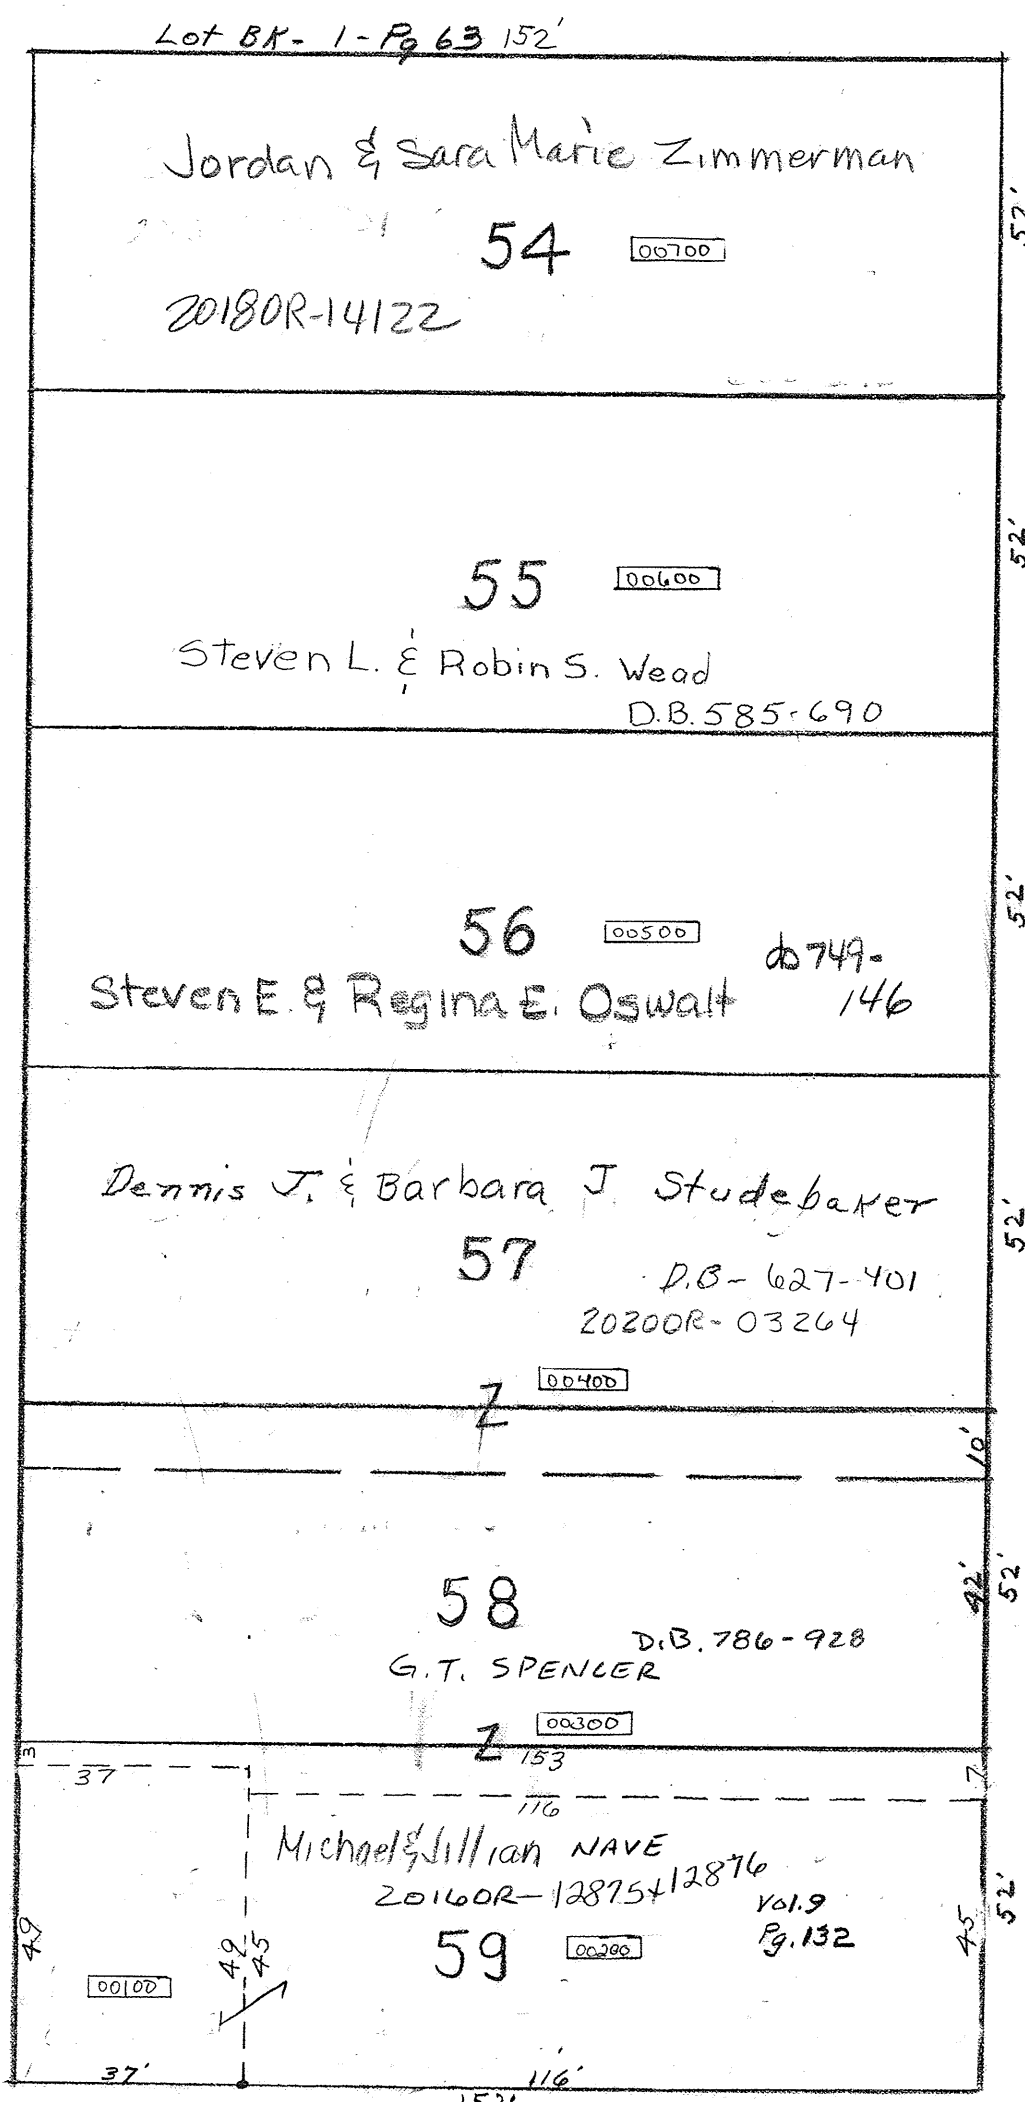 Lot BK- 1-Pg 63 152'
Jordan & Sara Marie Zimmerman
52'
54 00700
20180R-14122
52'
55 00600
Steven L. & Robin S. Wead
D.B. 585-690
52'
56 00500
db 749-
146
Steven E. & Regina E. Oswalt
Dennis J. & Barbara J Studebaker
52'
57
D.B- 627-401
20200R-03264
00400
Z
10'
42'
52'
58
D.B. 786-928
G.T. SPENCER
00300
Z
153
3
37
7
116
Michael & Jillian NAVE
20160R-12875+12876
Vol.9
Pg.132
52'
49
49
45
45
59 00200
00100
37'
116'